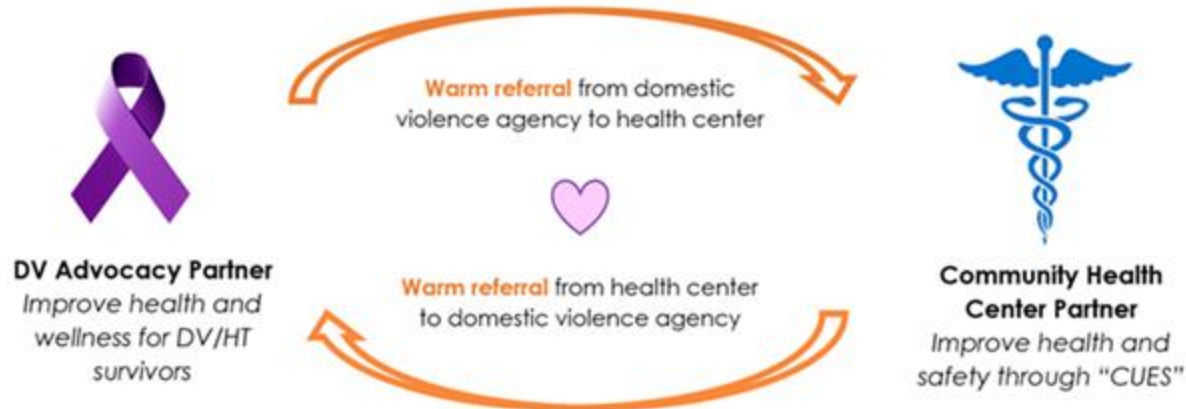 Warm referral from domestic
violence agency to health center
DV Advocacy Partner
Improve health and
wellness for DV/HT
survivors
Warm referral from health center
to domestic violence agency
Community Health
Center Partner
Improve health and
safety through “CUES”